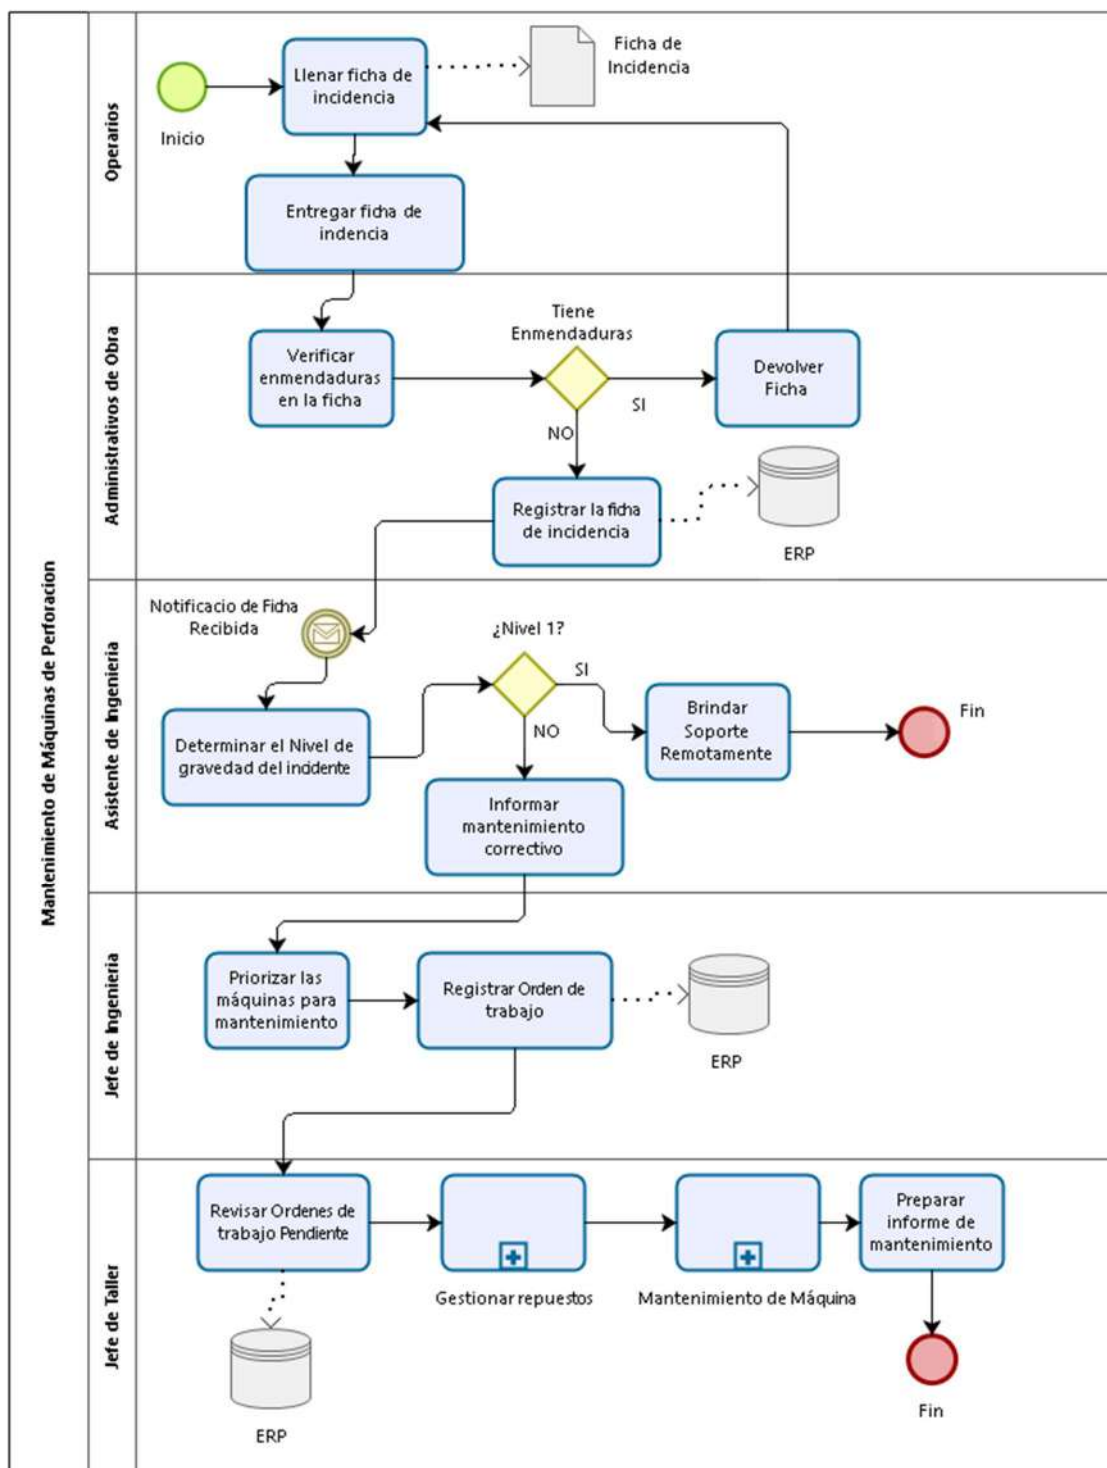 Mantenimiento de Máquinas de Perforacion
Operarios
Inicio
Llenar ficha de
incidencia
Ficha de
Incidencia
Entregar ficha de
indencia
Administrativos de Obra
Verificar
enmendaduras
en la ficha
Tiene
Enmendaduras
SI
NO
Devolver
Ficha
Registrar la ficha
de incidencia
ERP
Asistente de Ingenieria
Notificacio de Ficha
Recibida
Determinar el Nivel de
gravedad del incidente
¿Nivel 1?
SI
NO
Brindar
Soporte
Remotamente
Fin
Informar
mantenimiento
correctivo
Jefe de Ingenieria
Priorizar las
máquinas para
mantenimiento
Registrar Orden de
trabajo
ERP
Jefe de Taller
Revisar Ordenes de
trabajo Pendiente
Gestionar repuestos
Mantenimiento de Máquina
Preparar
informe de
mantenimiento
ERP
Fin